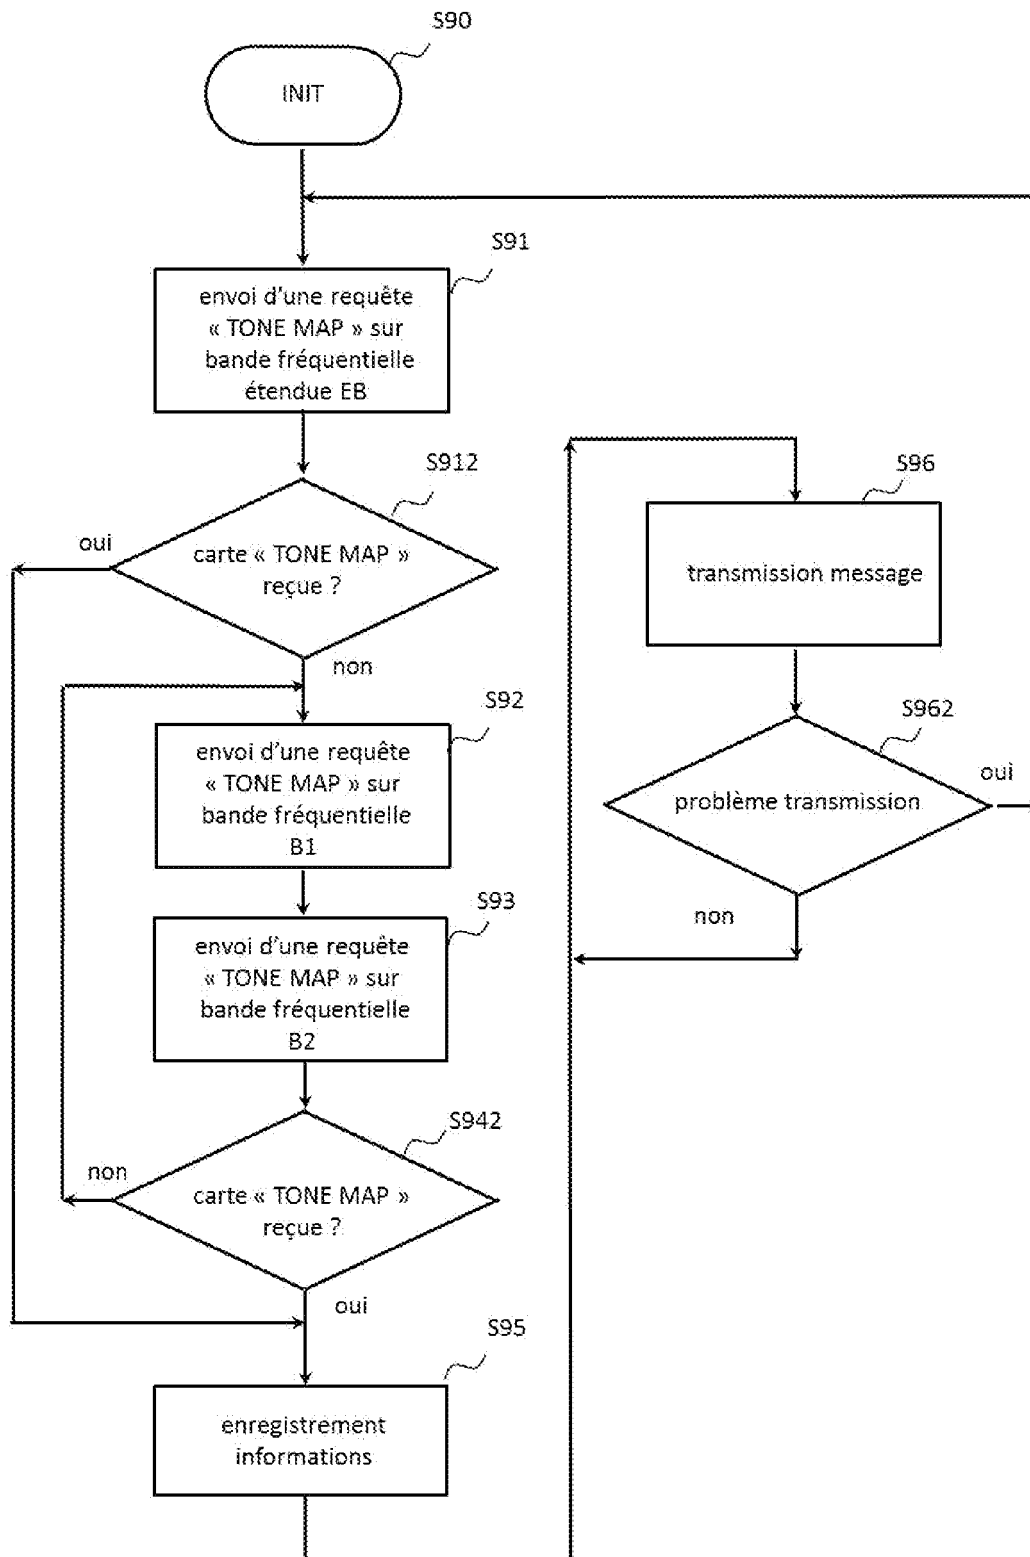 S90
INIT
S91
envoi d'une requête
« TONE MAP » sur
bande fréquentielle
étendue EB
S912
oui
carte « TONE MAP »
reçue ?
non
S92
envoi d'une requête
« TONE MAP » sur
bande fréquentielle
B1
S93
envoi d'une requête
« TONE MAP » sur
bande fréquentielle
B2
S942
non
carte « TONE MAP »
reçue ?
oui
S95
enregistrement
informations
S96
transmission message
S962
oui
problème transmission
non